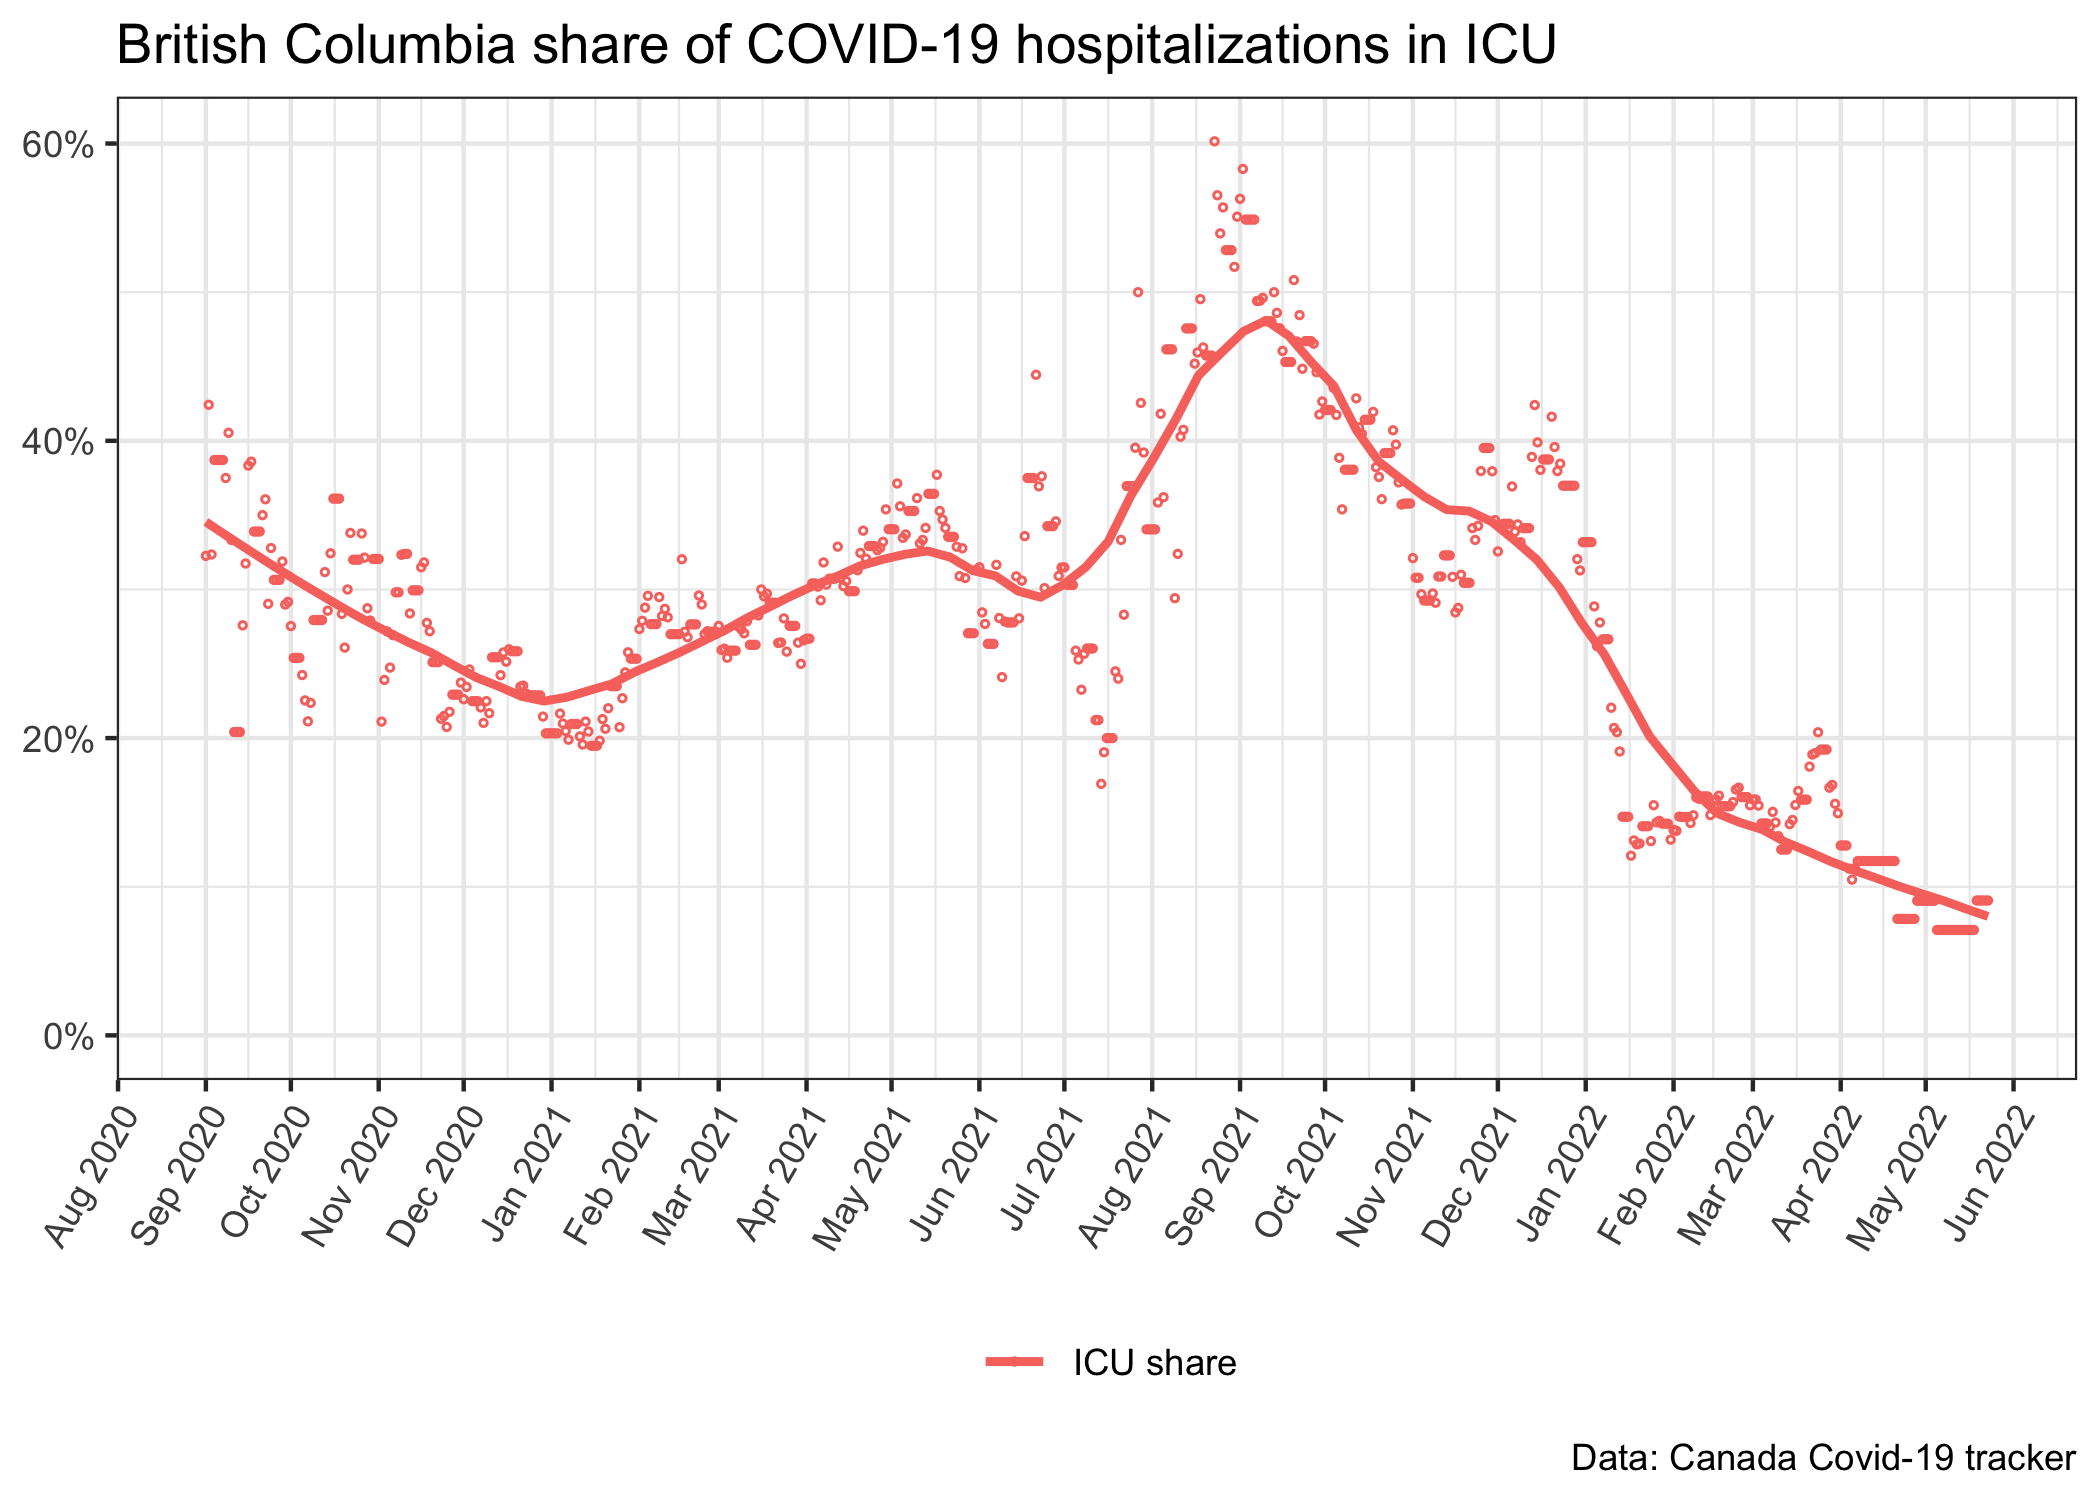 British Columbia share of COVID-19 hospitalizations in ICU
60%
40%
20%
0%
Aug 2020
Sep 2020
Oct 2020
Nov 2020
Dec 2020
Jan 2021
Feb 2021
Mar 2021
Apr 2021
May 2021
Jun 2021
Jul 2021
Aug 2021
Sep 2021
Oct 2021
Nov 2021
Dec 2021
Jan 2022
Feb 2022
Mar 2022
Apr 2022
May 2022
Jun 2022
ICU share
Data: Canada Covid-19 tracker